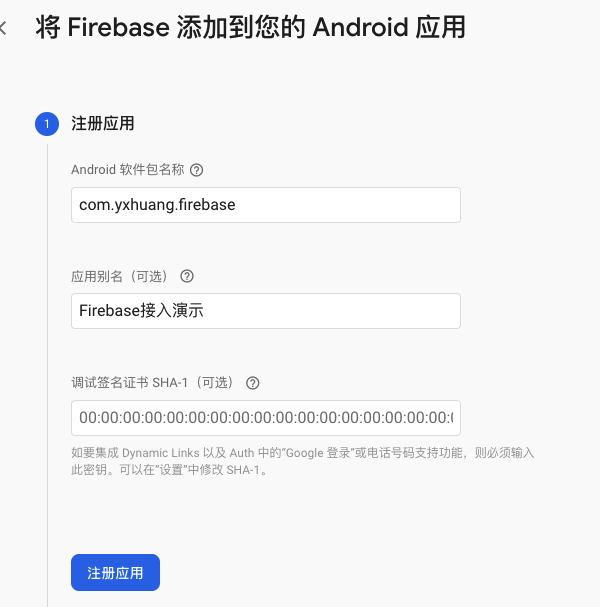 将 Firebase 添加到您的 Android 应用
1 注册应用
Android 软件包名称 ?
com.yxhuang.firebase
应用别名（可选） ?
Firebase接入演示
调试签名证书 SHA-1（可选） ?
00:00:00:00:00:00:00:00:00:00:00:00:00:00:00:00:00:
如要集成 Dynamic Links 以及 Auth 中的“Google 登录”或电话号码支持功能，则必须输入
此密钥。可以在“设置”中修改 SHA-1。
注册应用